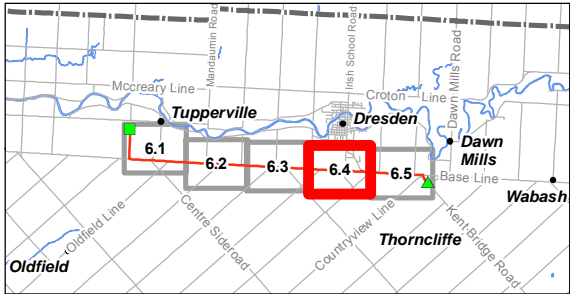 Mandaumin Road
Irish School Road
Dawn Mills Road
Mccreary Line
Croton Line
Tupperville
Dresden
Dawn
Mills
6.1
6.2
6.3
6.4
6.5
Base Line
Wabash
Oldfield Line
Centre Sideroad
Countryview Line
Kent Bridge Road
Thorncliffe
Oldfield